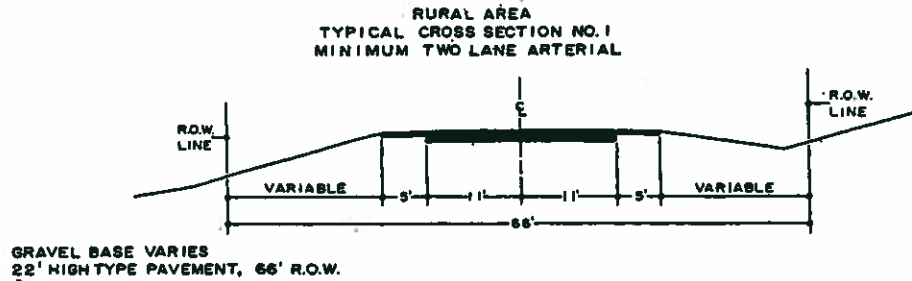 RURAL AREA
TYPICAL CROSS SECTION NO. 1
MINIMUM TWO LANE ARTERIAL
℄
R.O.W.
LINE
R.O.W.
LINE
VARIABLE 5' 11' 11' 5' VARIABLE
66'
GRAVEL BASE VARIES
22' HIGH TYPE PAVEMENT, 66' R.O.W.